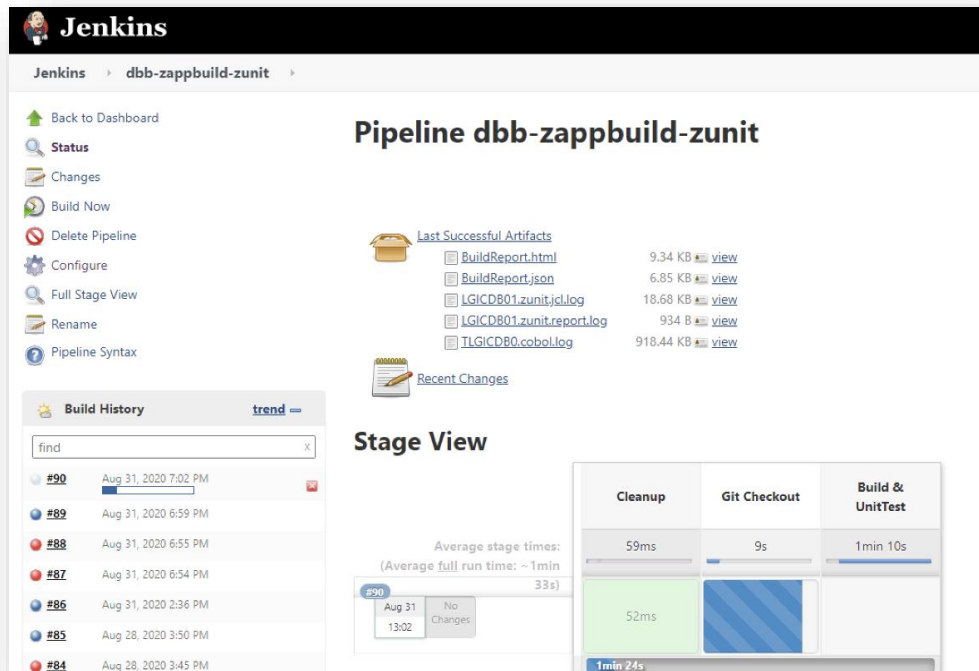 Jenkins
Jenkins dbb-zappbuild-zunit
Back to Dashboard
Status
Changes
Build Now
Delete Pipeline
Configure
Full Stage View
Rename
Pipeline Syntax
Build History trend
find x
#90 Aug 31, 2020 7:02 PM
#89 Aug 31, 2020 6:59 PM
#88 Aug 31, 2020 6:55 PM
#87 Aug 31, 2020 6:54 PM
#86 Aug 31, 2020 2:36 PM
#85 Aug 28, 2020 3:50 PM
#84 Aug 28, 2020 3:45 PM
Pipeline dbb-zappbuild-zunit
Last Successful Artifacts
BuildReport.html 9.34 KB view
BuildReport.json 6.85 KB view
LGICDB01.zunit.jcl.log 18.68 KB view
LGICDB01.zunit.report.log 934 B view
TLGICDB0.cobol.log 918.44 KB view
Recent Changes
Stage View
Cleanup Git Checkout Build &
UnitTest
Average stage times: 59ms 9s 1min 10s
(Average full run time: ~1min
33s)
#90
Aug 31 No
13:02 Changes
52ms
1min 24s